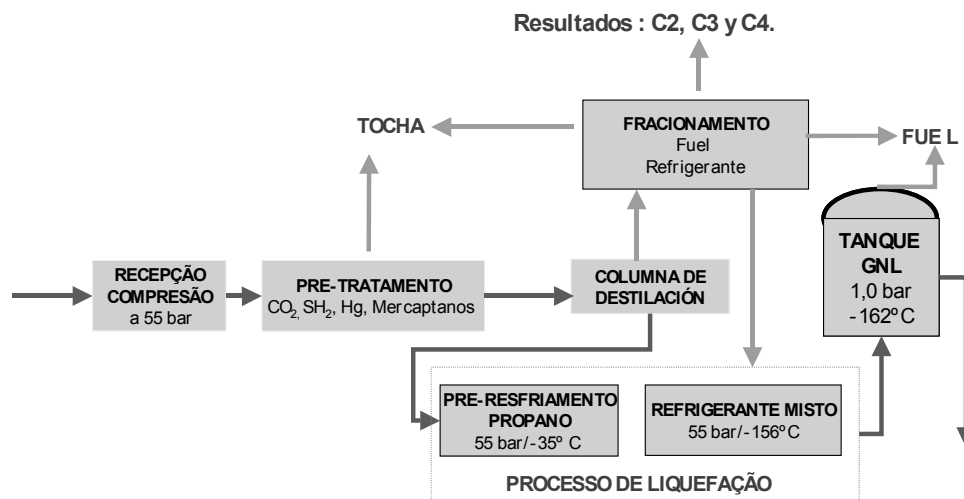 Resultados : C2, C3 y C4.
TOCHA
FRACIONAMENTO
Fuel
Refrigerante
FUE L
RECEPÇÃO
COMPRESÃO
a 55 bar
PRE-TRATAMENTO
CO2, SH2, Hg, Mercaptanos
COLUMNA DE
DESTILACIÓN
TANQUE
GNL
1,0 bar
-162º C
PRE-RESFRIAMENTO
PROPANO
55 bar/-35º C
REFRIGERANTE MISTO
55 bar/-156º C
PROCESSO DE LIQUEFAÇÃO